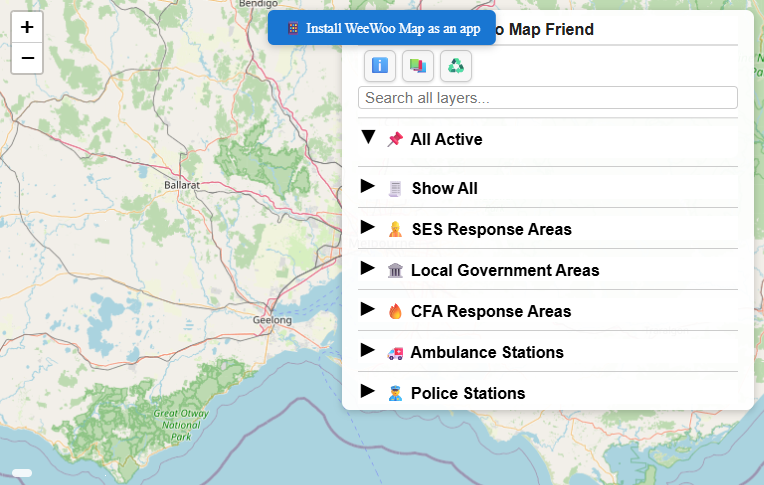 Bendigo
Install WeeWoo Map as an app
o Map Friend
+
−
Search all layers...
All Active
Show All
Ballarat
SES Response Areas
Local Government Areas
CFA Response Areas
Geelong
Ambulance Stations
Police Stations
Great Otway
National
Park